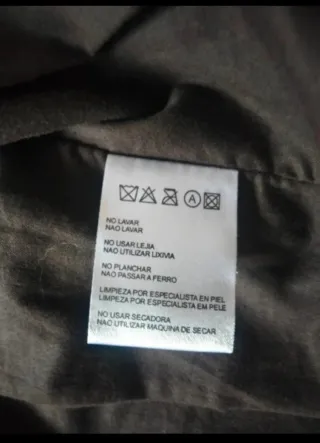 A
NO LAVAR
NAO LAVAR
NO USAR LEJIA
NAO UTILIZAR LIXIVIA
NO PLANCHAR
NAO PASSAR A FERRO
LIMPIEZA POR ESPECIALISTA EN PIEL
LIMPEZA POR ESPECIALISTA EM PELE
NO USAR SECADORA
NAO UTILIZAR MAQUINA DE SECAR